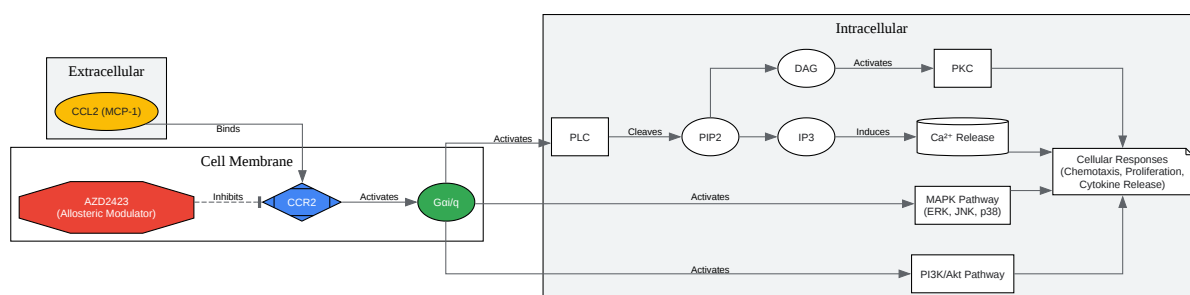 Intracellular
Extracellular
CCL2 (MCP-1)
Binds
Cell Membrane
AZD2423
(Allosteric Modulator)
Inhibits
CCR2
Activates
Gαi/q
Activates
PLC
Cleaves
PIP2
DAG
Activates
PKC
IP3
Induces
Ca²⁺ Release
Cellular Responses
(Chemotaxis, Proliferation,
Cytokine Release)
Activates
MAPK Pathway
(ERK, JNK, p38)
Activates
PI3K/Akt Pathway